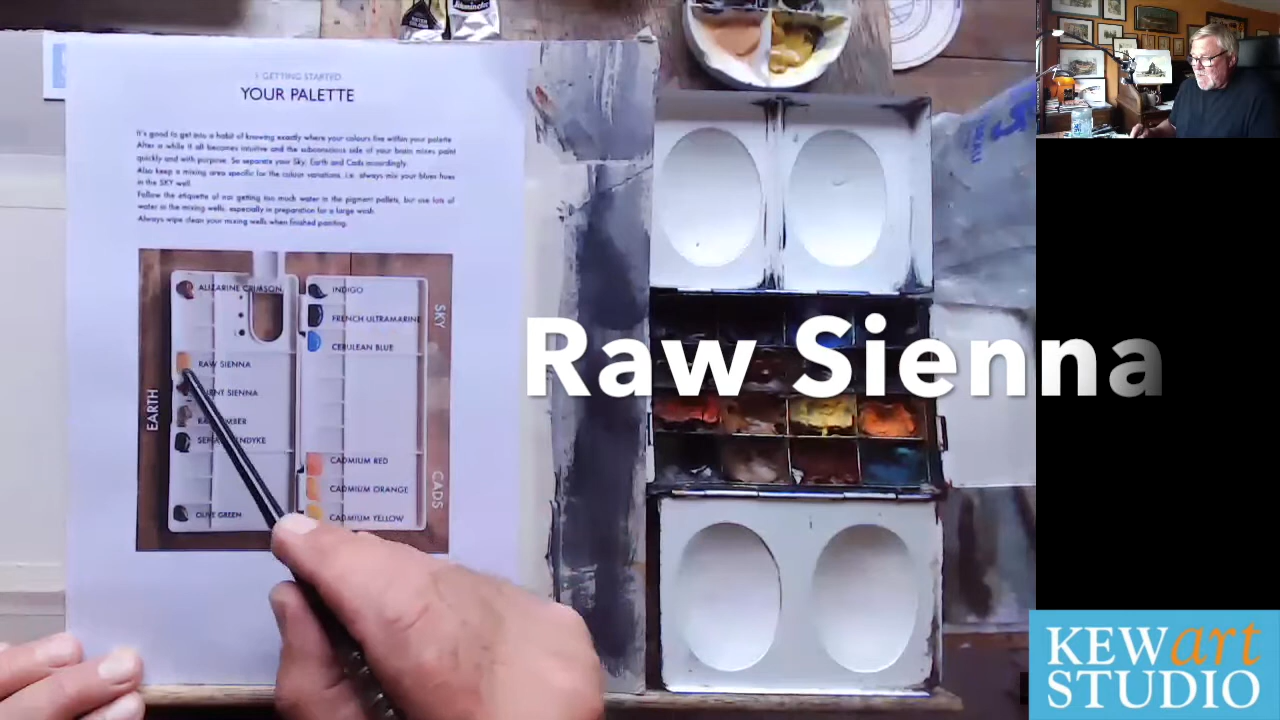 1. GETTING STARTED
YOUR PALETTE
It's good to get into a habit of knowing exactly where your colours live within your palette
After a while it all becomes intuitive and the subconscious side of your brain mixes paint
quickly and with purpose. So separate your Sky, Earth and Cads accordingly.
Also keep a mixing area specific for the colour variations, i.e. always mix your blues hues
in the SKY well.
Follow the etiquette of not getting too much water in the pigment pallets, but use lots of
water in the mixing wells, especially in preparation for a large wash.
Always wipe clean your mixing wells when finished painting.
ALIZARINE CRIMSON
INDIGO
FRENCH ULTRAMARINE
CERULEAN BLUE
SKY
RAW SIENNA
SIENNA
EARTH
CADMIUM RED
CADMIUM ORANGE
CADMIUM YELLOW
CADS
OLIVE GREEN
Raw Sienna
KEW art
STUDIO